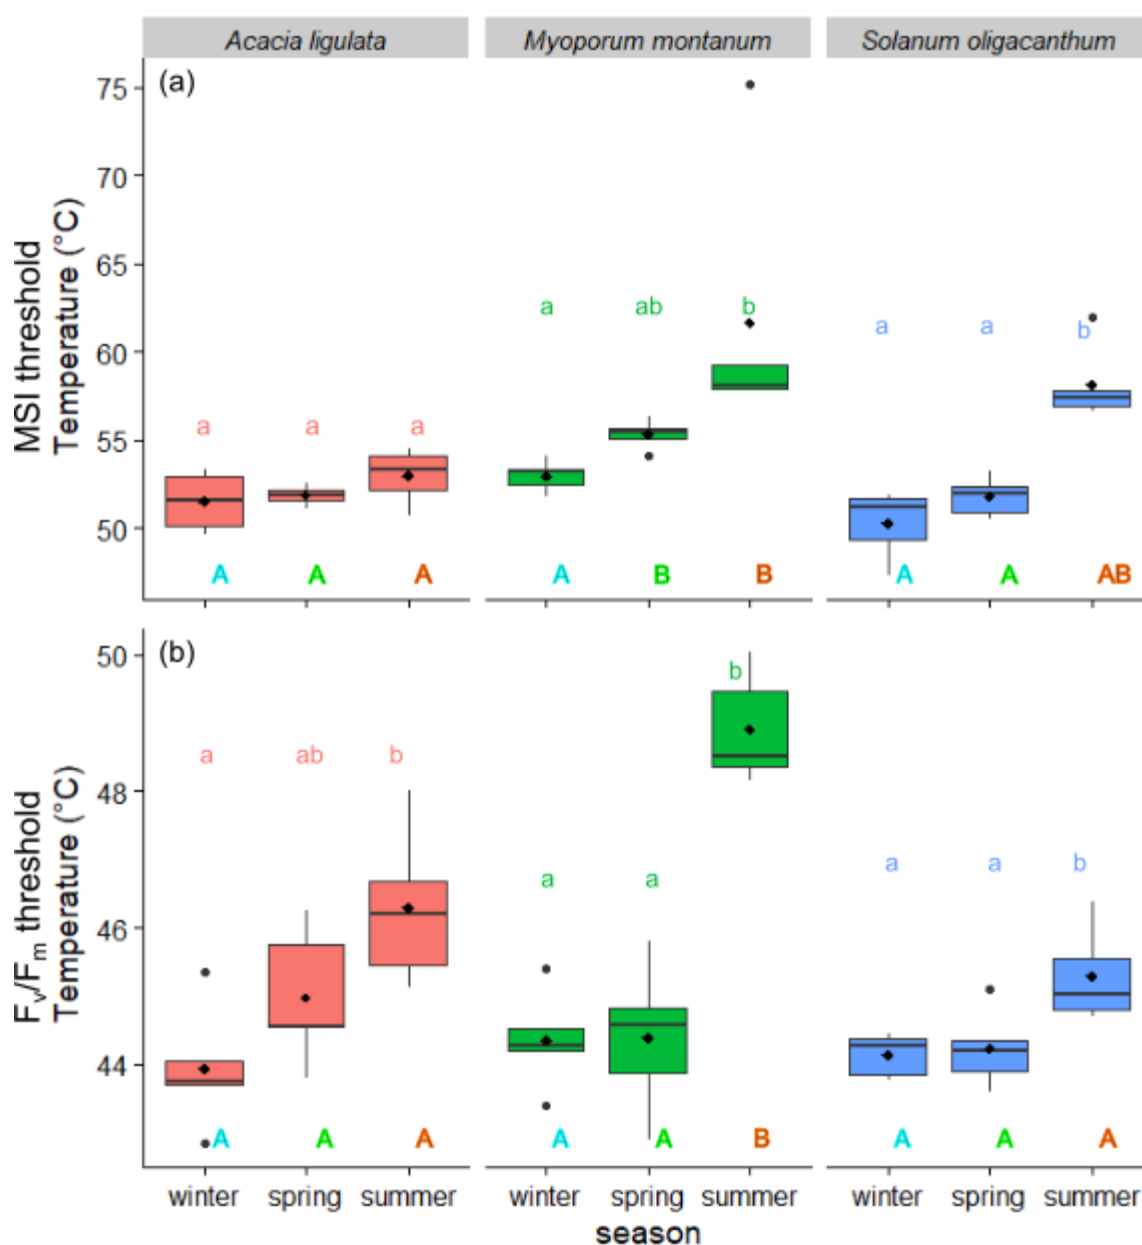 Acacia ligulata Myoporum montanum Solanum oligacanthum
(a)
MSI threshold
Temperature (°C)
75
70
65
60
55
50
a a a
a ab b
a a b
A A A
A B B
A A AB
(b)
Fv/Fm threshold
Temperature (°C)
50
48
46
44
a ab b
a a b
a a b
A A A
A A B
A A A
winter spring summer winter spring summer winter spring summer
season